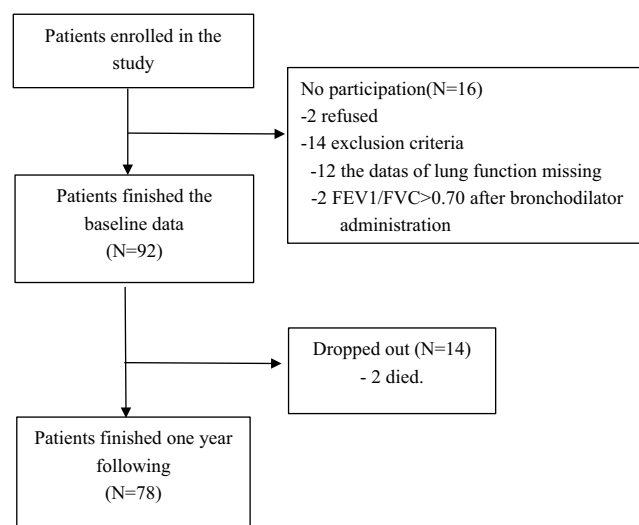 Patients enrolled in the
study
No participation(N=16)
-2 refused
-14 exclusion criteria
-12 the datas of lung function missing
-2 FEV1/FVC>0.70 after bronchodilator
administration
Patients finished the
baseline data
(N=92)
Dropped out (N=14)
- 2 died.
Patients finished one year
following
(N=78)